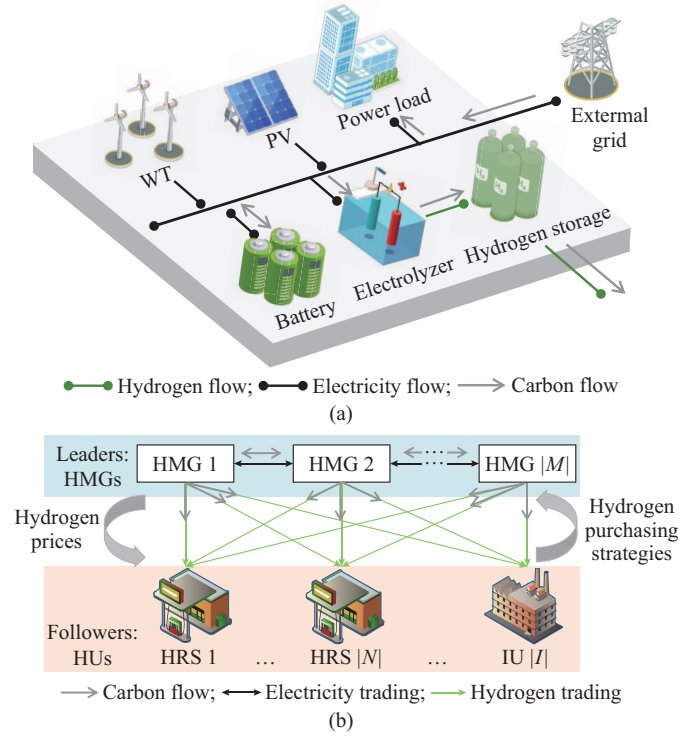 Power load
Extermal
grid
PV
WT
Hydrogen storage
Electrolyzer
Battery
Hydrogen flow; Electricity flow; Carbon flow
(a)
Leaders:
HMGs
HMG 1
HMG 2
...
...
HMG |M|
Hydrogen
prices
Hydrogen
purchasing
strategies
Followers:
HUs
HRS 1 ... HRS |N| ... IU |I|
Carbon flow; Electricity trading; Hydrogen trading
(b)